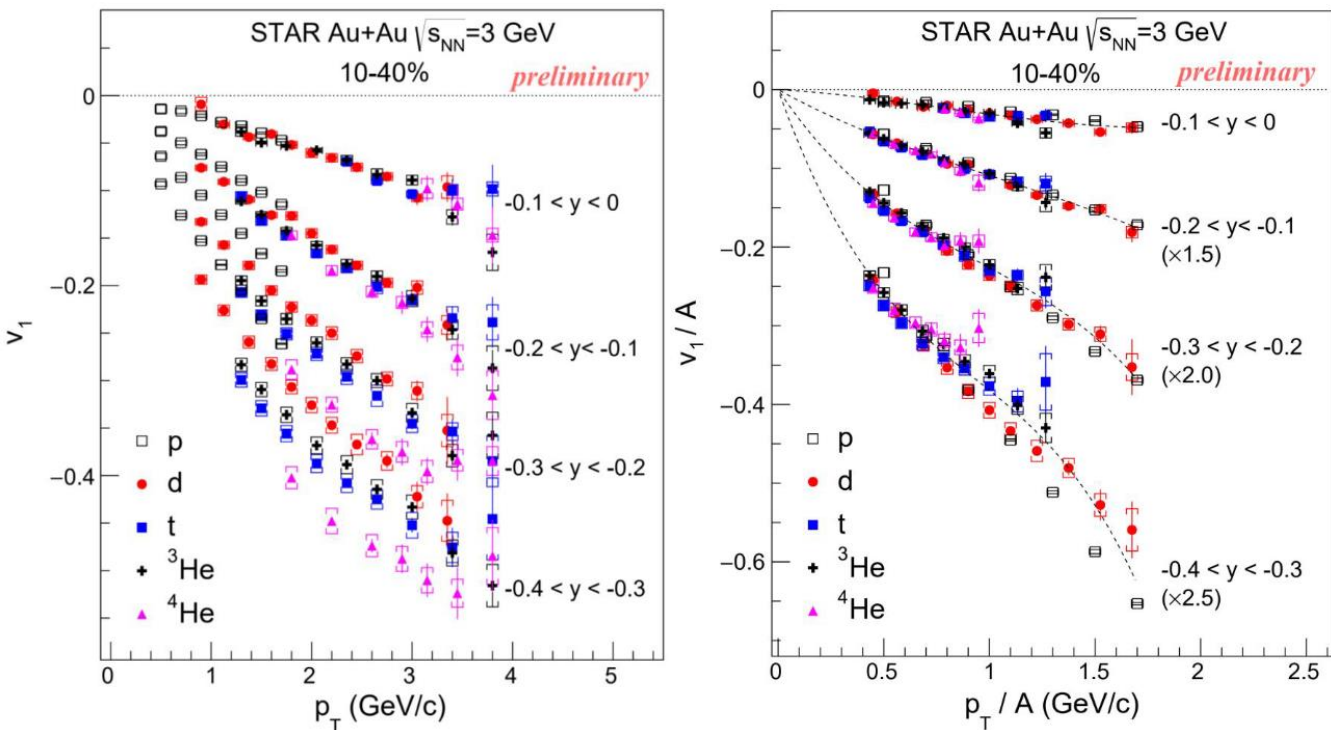 STAR Au+Au √s_NN=3 GeV
10-40%
preliminary
0
−0.2
−0.4
v₁
-0.1 < y < 0
-0.2 < y< -0.1
-0.3 < y < -0.2
-0.4 < y < -0.3
p
d
t
³He
⁴He
0 1 2 3 4 5
p_T (GeV/c)
STAR Au+Au √s_NN=3 GeV
10-40%
preliminary
0
−0.2
−0.4
−0.6
v₁ / A
-0.1 < y < 0
-0.2 < y< -0.1
(×1.5)
-0.3 < y < -0.2
(×2.0)
-0.4 < y < -0.3
(×2.5)
p
d
t
³He
⁴He
0 0.5 1 1.5 2 2.5
p_T / A (GeV/c)